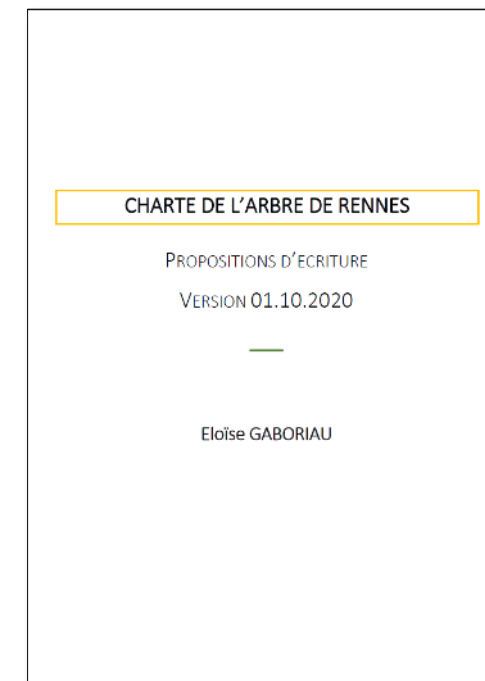 CHARTE DE L'ARBRE DE RENNES
PROPOSITIONS D'ECRITURE
VERSION 01.10.2020
Eloïse GABORIAU